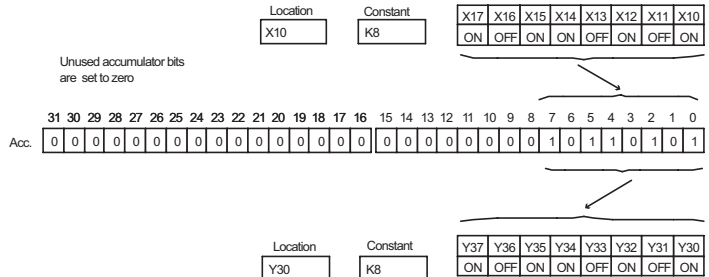 Location Constant X17 X16 X15 X14 X13 X12 X11 X10
X10 K8 ON OFF ON ON OFF ON OFF ON
Unused accumulator bits
are set to zero
31 30 29 28 27 26 25 24 23 22 21 20 19 18 17 16 15 14 13 12 11 10 9 8 7 6 5 4 3 2 1 0
Acc. 0 0 0 0 0 0 0 0 0 0 0 0 0 0 0 0 0 0 0 0 0 0 0 0 1 0 1 1 0 1 0 1
Location Constant Y37 Y36 Y35 Y34 Y33 Y32 Y31 Y30
Y30 K8 ON OFF ON ON OFF ON OFF ON